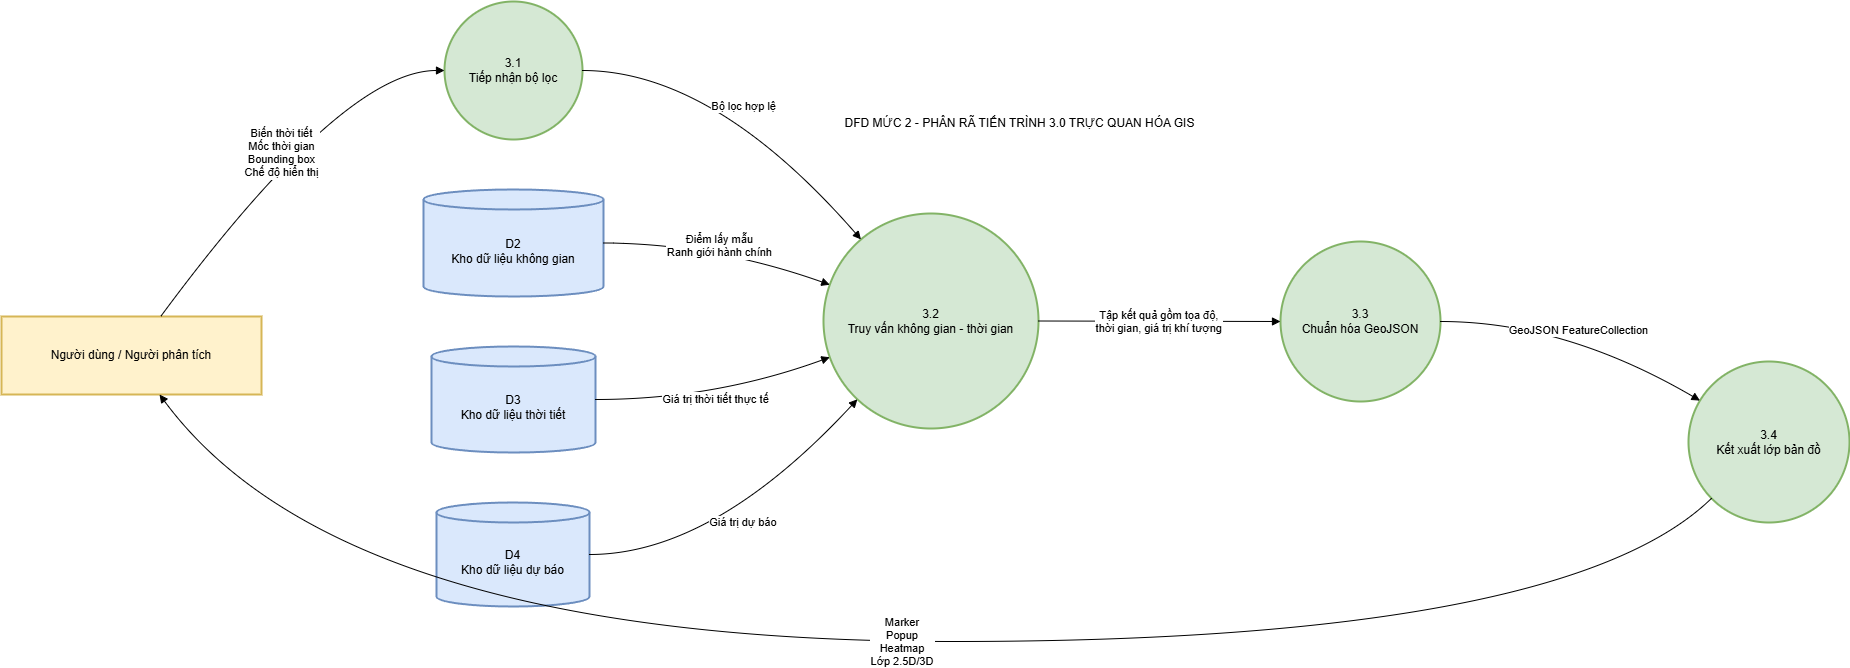 3.1
Tiếp nhận bộ lọc
Bộ lọc hợp lệ
DFD MỨC 2 - PHÂN RÃ TIẾN TRÌNH 3.0 TRỰC QUAN HÓA GIS
Biến thời tiết
Mốc thời gian
Bounding box
Chế độ hiển thị
D2
Kho dữ liệu không gian
Điểm lấy mẫu
Ranh giới hành chính
3.2
Truy vấn không gian - thời gian
Tập kết quả gồm tọa độ,
thời gian, giá trị khí tượng
3.3
Chuẩn hóa GeoJSON
GeoJSON FeatureCollection
Người dùng / Người phân tích
D3
Kho dữ liệu thời tiết
Giá trị thời tiết thực tế
3.4
Kết xuất lớp bản đồ
D4
Kho dữ liệu dự báo
Giá trị dự báo
Marker
Popup
Heatmap
Lớp 2.5D/3D